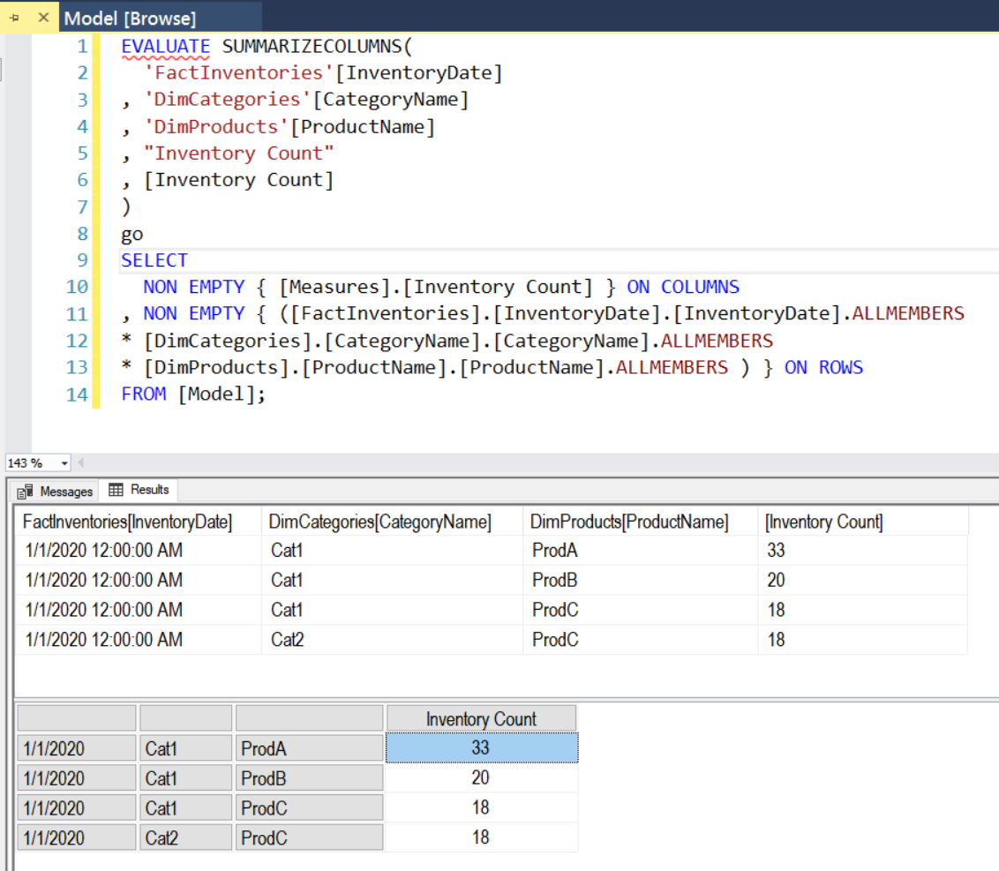 Model [Browse]
1 EVALUATE SUMMARIZECOLUMNS(
2 'FactInventories'[InventoryDate]
3 , 'DimCategories'[CategoryName]
4 , 'DimProducts'[ProductName]
5 , "Inventory Count"
6 , [Inventory Count]
7 )
8 go
9 SELECT
10 NON EMPTY { [Measures].[Inventory Count] } ON COLUMNS
11 , NON EMPTY { ([FactInventories].[InventoryDate].[InventoryDate].ALLMEMBERS
12 * [DimCategories].[CategoryName].[CategoryName].ALLMEMBERS
13 * [DimProducts].[ProductName].[ProductName].ALLMEMBERS ) } ON ROWS
14 FROM [Model];
143 %
Messages Results
FactInventories[InventoryDate] DimCategories[CategoryName] DimProducts[ProductName] [Inventory Count]
1/1/2020 12:00:00 AM Cat1 ProdA 33
1/1/2020 12:00:00 AM Cat1 ProdB 20
1/1/2020 12:00:00 AM Cat1 ProdC 18
1/1/2020 12:00:00 AM Cat2 ProdC 18
Inventory Count
1/1/2020 Cat1 ProdA 33
1/1/2020 Cat1 ProdB 20
1/1/2020 Cat1 ProdC 18
1/1/2020 Cat2 ProdC 18